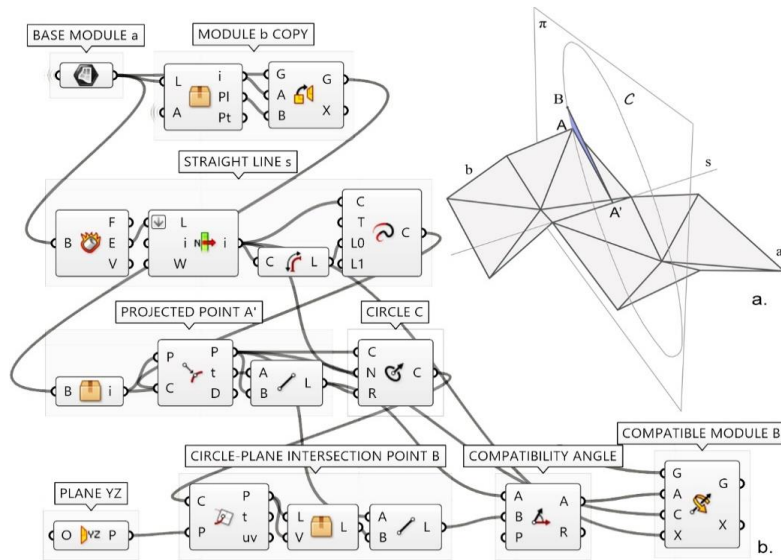 BASE MODULE a
MODULE b COPY
L
A
i
Pl
Pt
G
A
B
G
X
STRAIGHT LINE s
B
F
E
V
L
i
W
N
i
C
L
C
T
L0
L1
C
PROJECTED POINT A'
CIRCLE C
B
i
P
C
P
t
D
A
B
L
C
N
R
C
CIRCLE-PLANE INTERSECTION POINT B
COMPATIBILITY ANGLE
COMPATIBLE MODULE B
PLANE YZ
O
YZ
P
C
P
P
t
uv
L
V
L
A
B
L
A
B
P
A
R
G
A
C
X
G
X
b.
π
B
C
A
b
s
A'
a
a.